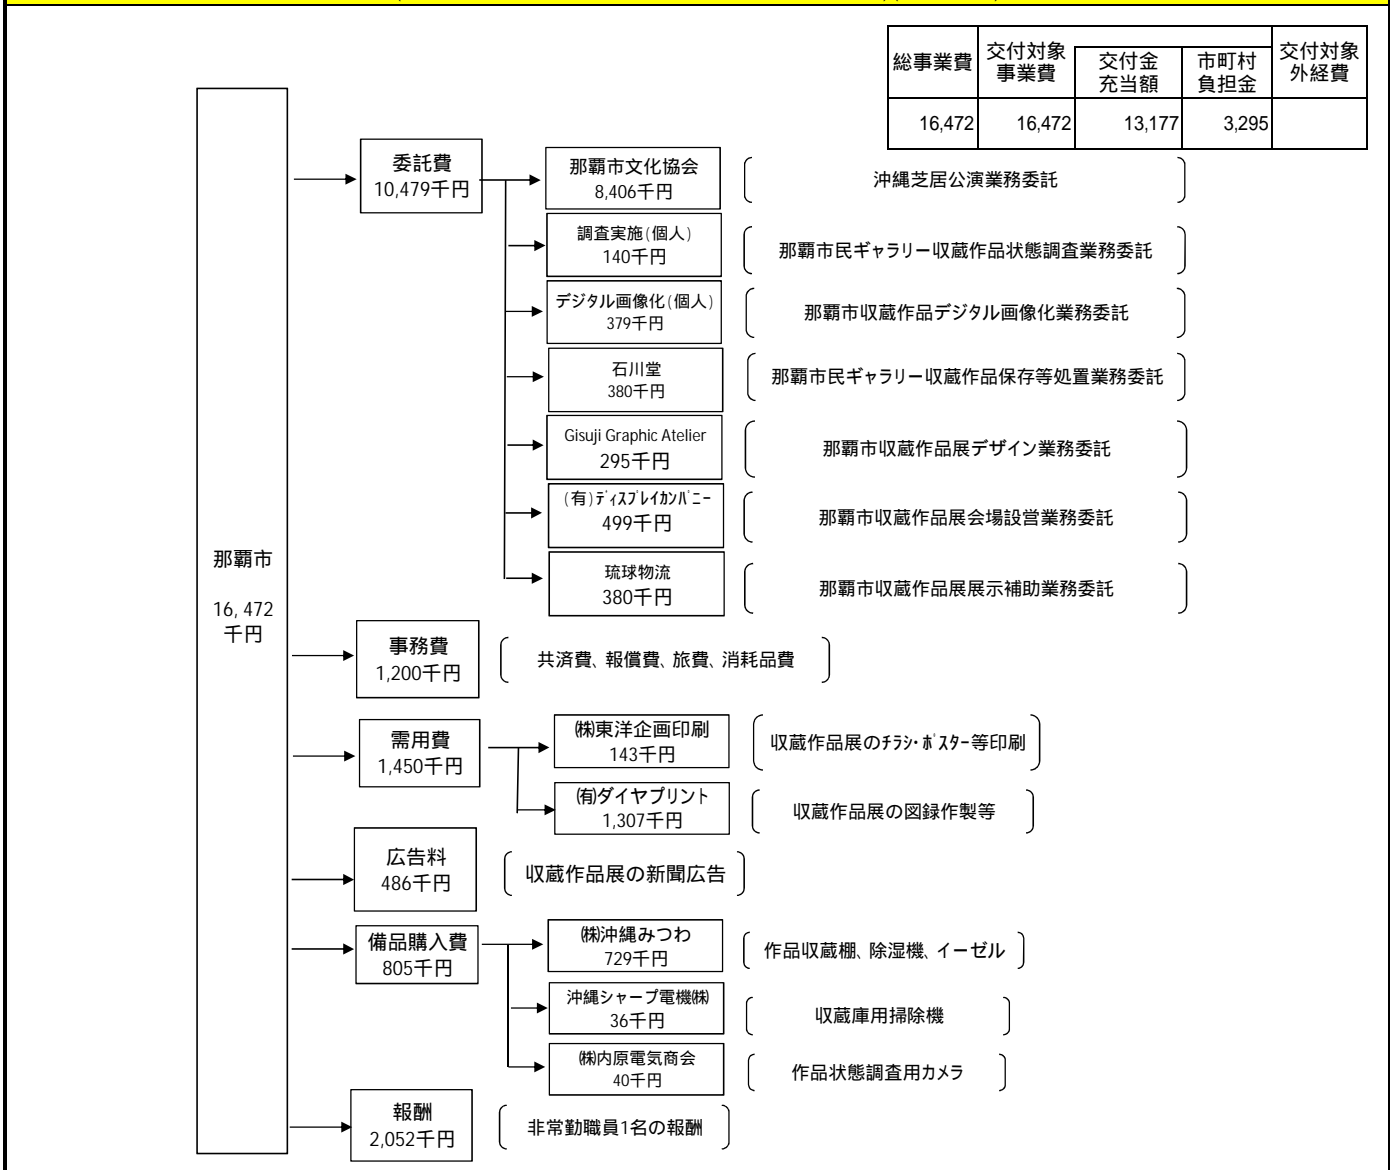 総事業費
交付対象
事業費
交付金
充当額
市町村
負担金
交付対象
外経費
16,472
16,472
13,177
3,295
那覇市
16,472
千円
委託費
10,479千円
那覇市文化協会
8,406千円
沖縄芝居公演業務委託
調査実施(個人)
140千円
那覇市民ギャラリー収蔵作品状態調査業務委託
デジタル画像化(個人)
379千円
那覇市収蔵作品デジタル画像化業務委託
石川堂
380千円
那覇市民ギャラリー収蔵作品保存等処置業務委託
Gisuji Graphic Atelier
295千円
那覇市収蔵作品展デザイン業務委託
(有)ディスプレイカンパニー
499千円
那覇市収蔵作品展会場設営業務委託
琉球物流
380千円
那覇市収蔵作品展展示補助業務委託
事務費
1,200千円
共済費、報償費、旅費、消耗品費
需用費
1,450千円
㈱東洋企画印刷
143千円
収蔵作品展のチラシ・ポスター等印刷
㈲ダイヤプリント
1,307千円
収蔵作品展の図録作製等
広告料
486千円
収蔵作品展の新聞広告
備品購入費
805千円
㈱沖縄みつわ
729千円
作品収蔵棚、除湿機、イーゼル
沖縄シャープ電機㈱
36千円
収蔵庫用掃除機
㈱内原電気商会
40千円
作品状態調査用カメラ
報酬
2,052千円
非常勤職員1名の報酬